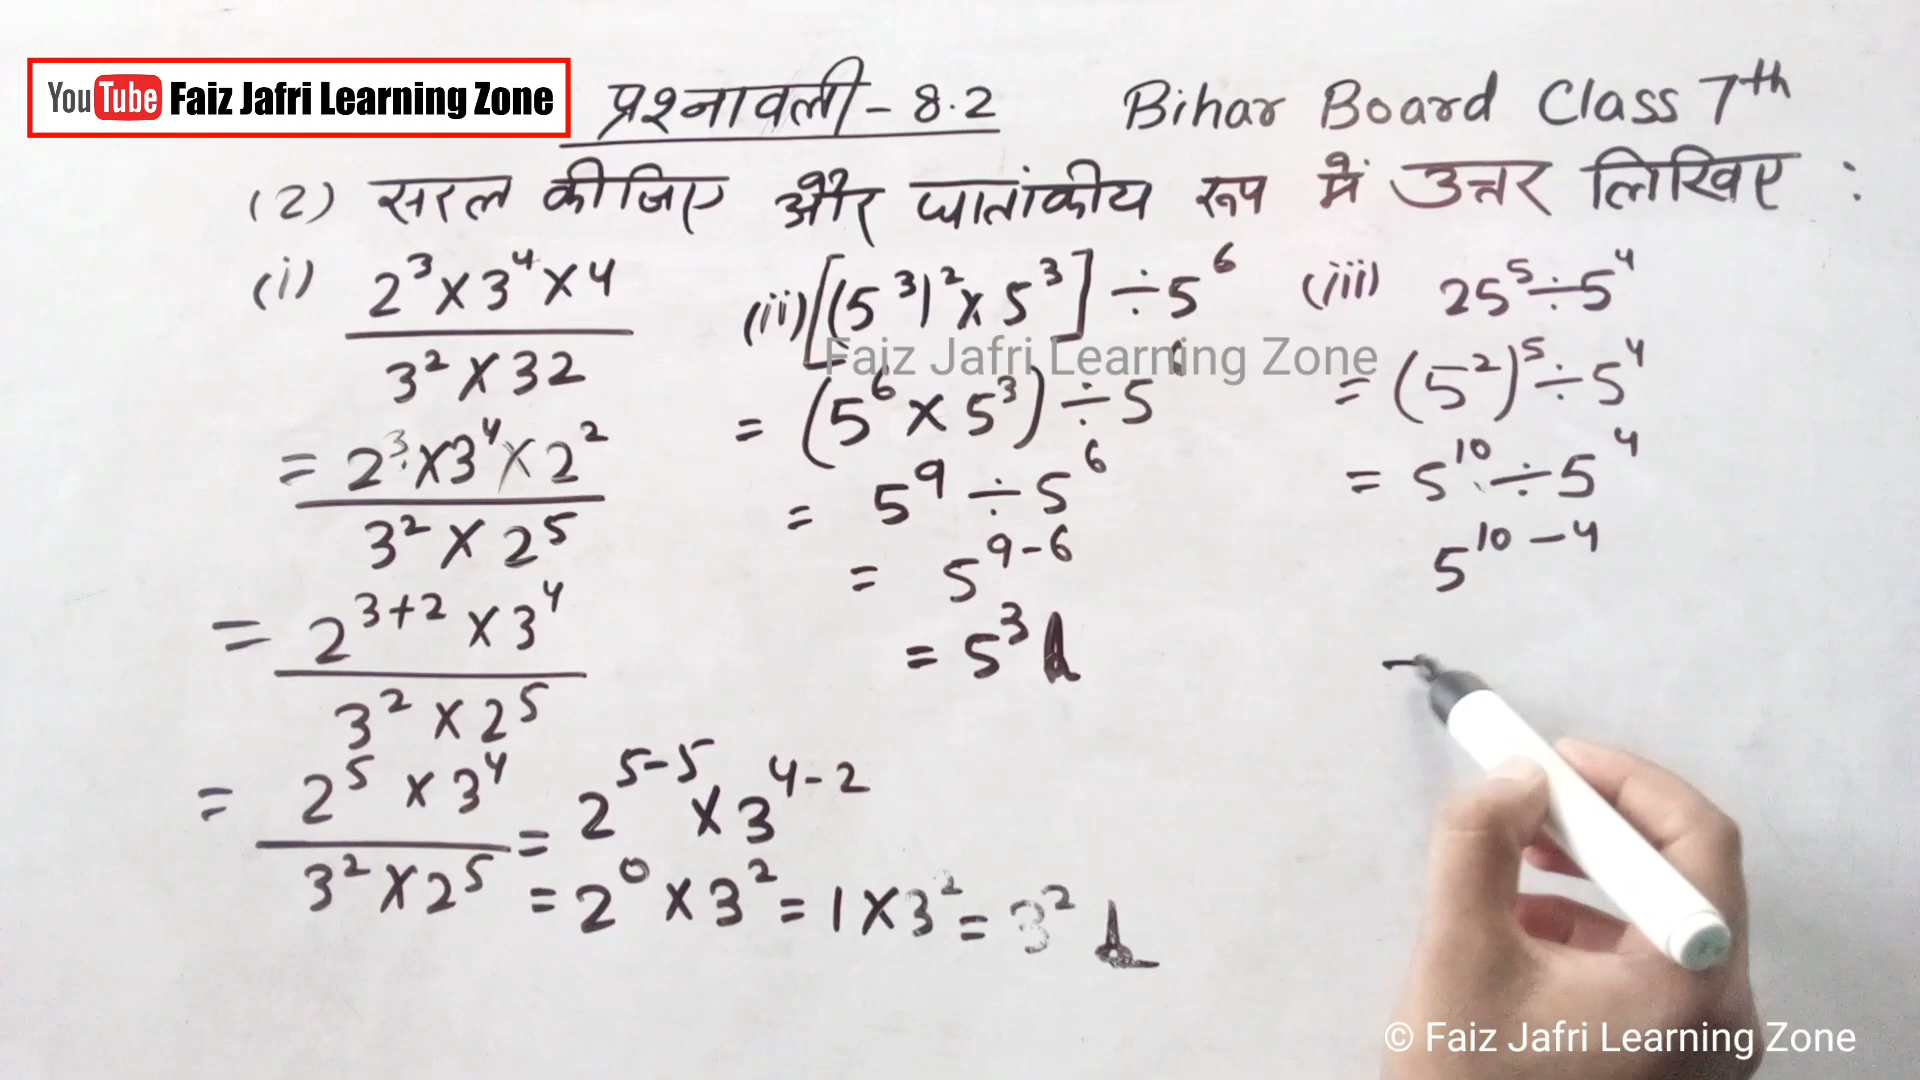 YouTube Faiz Jafri Learning Zone
प्रश्नावली - 8.2 Bihar Board Class 7th
(2) सरल कीजिए और घातांकीय रूप में उत्तर लिखिए :
(i) 2³ × 3⁴ × 4
3² × 32
= 2³ × 3⁴ × 2²
3² × 2⁵
= 2³⁺² × 3⁴
3² × 2⁵
= 2⁵ × 3⁴
3² × 2⁵
= 2⁵⁻⁵ × 3⁴⁻²
= 2⁰ × 3² = 1 × 3² = 3²
(ii) [(5³)² × 5³] ÷ 5⁶
Faiz Jafri Learning Zone
= (5⁶ × 5³) ÷ 5
= 5⁹ ÷ 5⁶
= 5⁹⁻⁶
= 5³
(iii) 25⁵ ÷ 5⁴
= (5²)⁵ ÷ 5⁴
= 5¹⁰ ÷ 5⁴
5¹⁰⁻⁴
© Faiz Jafri Learning Zone